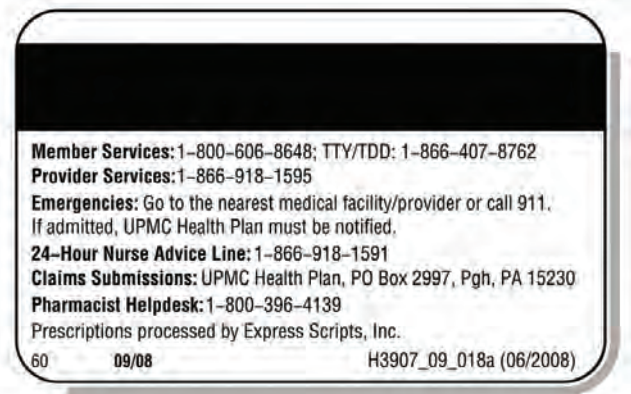 Member Services: 1–800–606–8648; TTY/TDD: 1–866–407–8762
Provider Services: 1–866–918–1595
Emergencies: Go to the nearest medical facility/provider or call 911.
If admitted, UPMC Health Plan must be notified.
24–Hour Nurse Advice Line: 1–866–918–1591
Claims Submissions: UPMC Health Plan, PO Box 2997, Pgh, PA 15230
Pharmacist Helpdesk: 1–800–396–4139
Prescriptions processed by Express Scripts, Inc.
60 09/08 H3907_09_018a (06/2008)